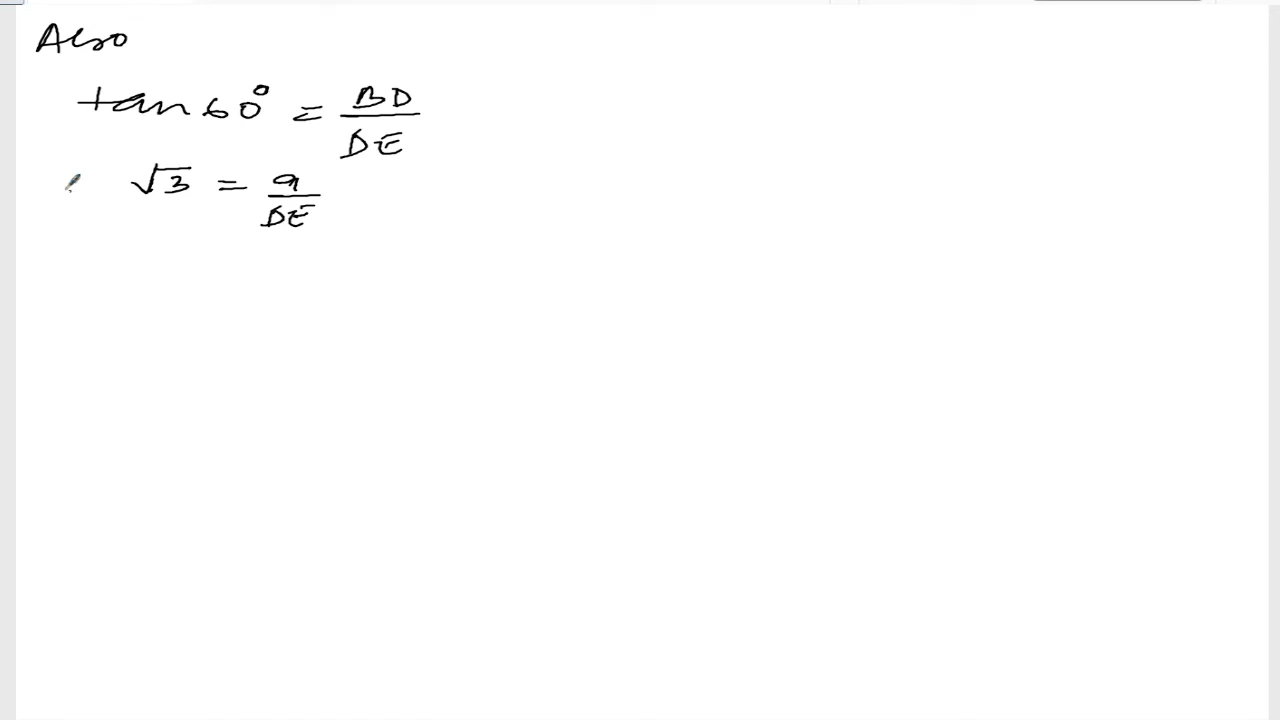 Also
tan 60° = BD / DE
√3 = a / DE